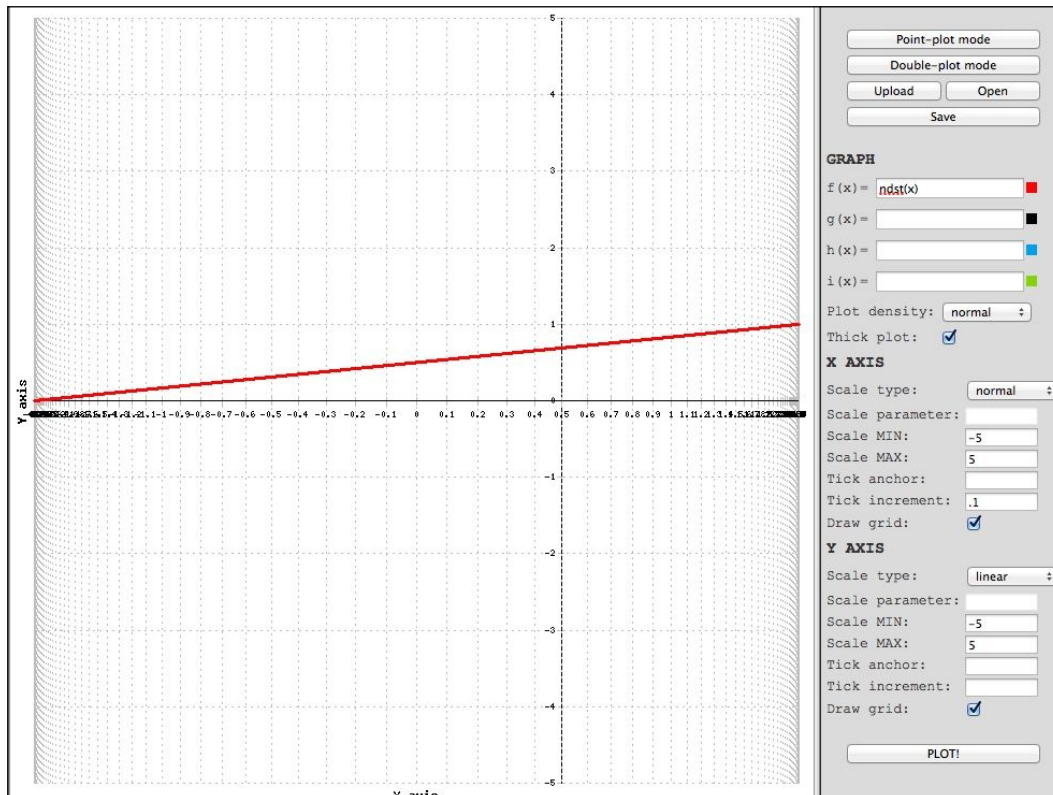 5
4
3
2
1
0
-0.9 -0.8 -0.7 -0.6 -0.5 -0.4 -0.3 -0.2 -0.1 0 0.1 0.2 0.3 0.4 0.5 0.6 0.7 0.8 0.9 1
-1
-2
-3
-4
-5
Y axis
X axis
Point-plot mode
Double-plot mode
Upload Open
Save
GRAPH
f(x)= ndst(x)
g(x)=
h(x)=
i(x)=
Plot density: normal
Thick plot:
X AXIS
Scale type: normal
Scale parameter:
Scale MIN: -5
Scale MAX: 5
Tick anchor:
Tick increment: .1
Draw grid:
Y AXIS
Scale type: linear
Scale parameter:
Scale MIN: -5
Scale MAX: 5
Tick anchor:
Tick increment:
Draw grid:
PLOT!